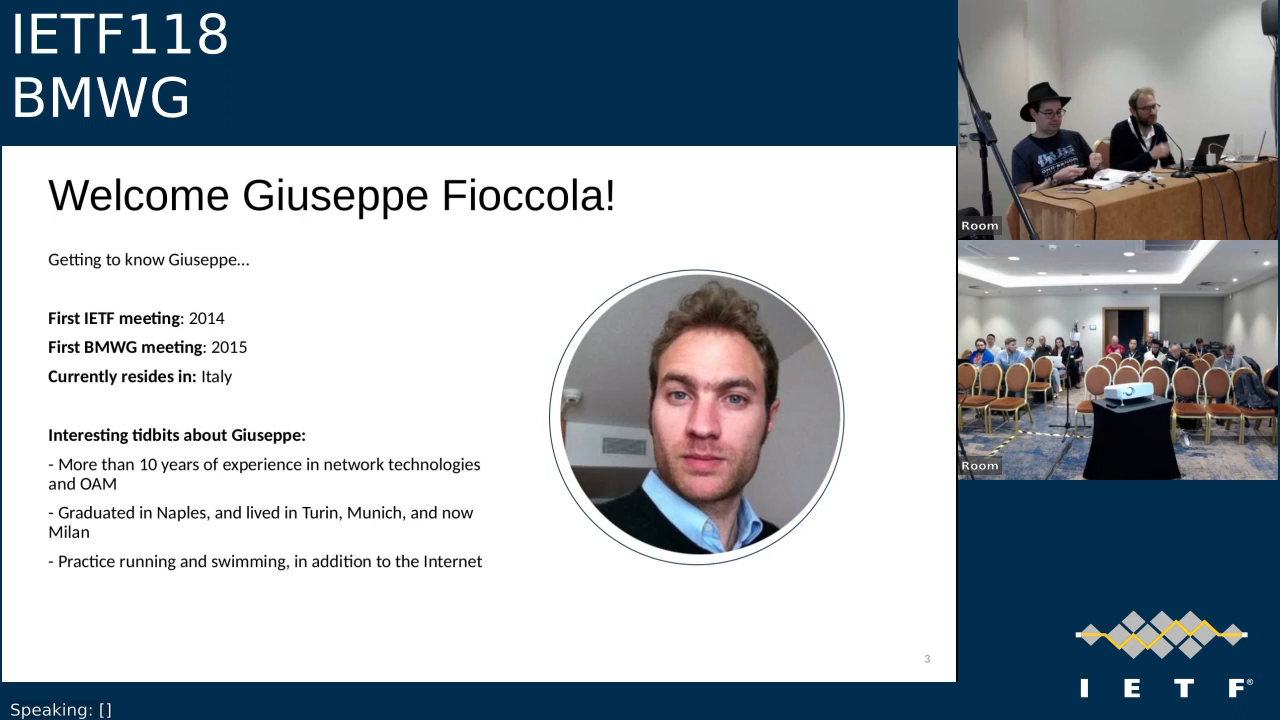 IETF118
BMWG
Welcome Giuseppe Fioccola!
Getting to know Giuseppe…
First IETF meeting: 2014
First BMWG meeting: 2015
Currently resides in: Italy
Interesting tidbits about Giuseppe:
- More than 10 years of experience in network technologies
and OAM
- Graduated in Naples, and lived in Turin, Munich, and now
Milan
- Practice running and swimming, in addition to the Internet
3
Room
Room
I E T F®
Speaking: []